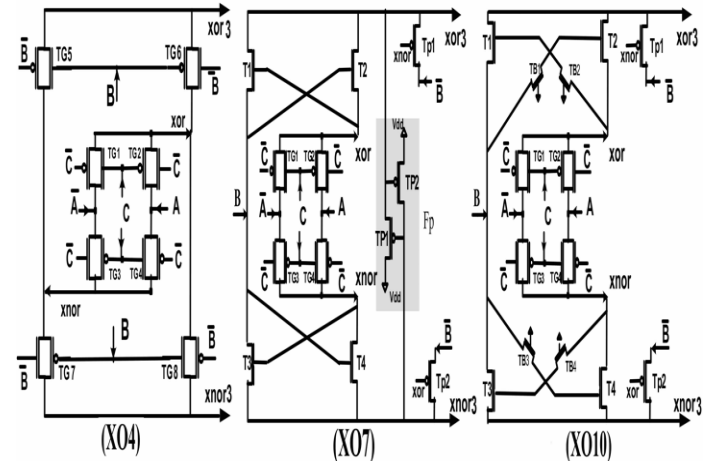 xor3
B̅
TG5
TG6
B̅
B
xor
TG1
TG2
C̅
C̅
A̅
C
A
C̅
TG3
TG4
C̅
xnor
B
B̅
B̅
TG7
TG8
xnor3
(XO4)
xor3
T1
T2
xnor
Tp1
B̅
xor
Vdd
C̅
TG1
TG2
C̅
TP2
B
A̅
C
A
Fp
TP1
C̅
TG3
TG4
C̅
xnor
Vdd
B̅
T3
T4
xor
Tp2
xnor3
(XO7)
xor3
T1
T2
xnor
Tp1
TB1
TB2
B̅
xor
C̅
TG1
TG2
C̅
B
A̅
C
A
C̅
TG3
TG4
C̅
xnor
TB3
TB4
B̅
T3
T4
xor
Tp2
xnor3
(XO10)